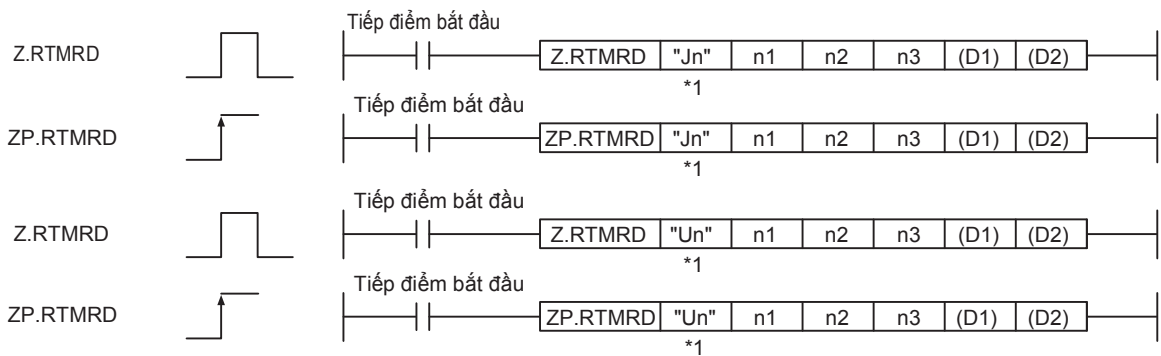 Tiếp điểm bắt đầu
Z.RTMRD Z.RTMRD "Jn" n1 n2 n3 (D1) (D2)
*1
Tiếp điểm bắt đầu
ZP.RTMRD ZP.RTMRD "Jn" n1 n2 n3 (D1) (D2)
*1
Tiếp điểm bắt đầu
Z.RTMRD Z.RTMRD "Un" n1 n2 n3 (D1) (D2)
*1
Tiếp điểm bắt đầu
ZP.RTMRD ZP.RTMRD "Un" n1 n2 n3 (D1) (D2)
*1